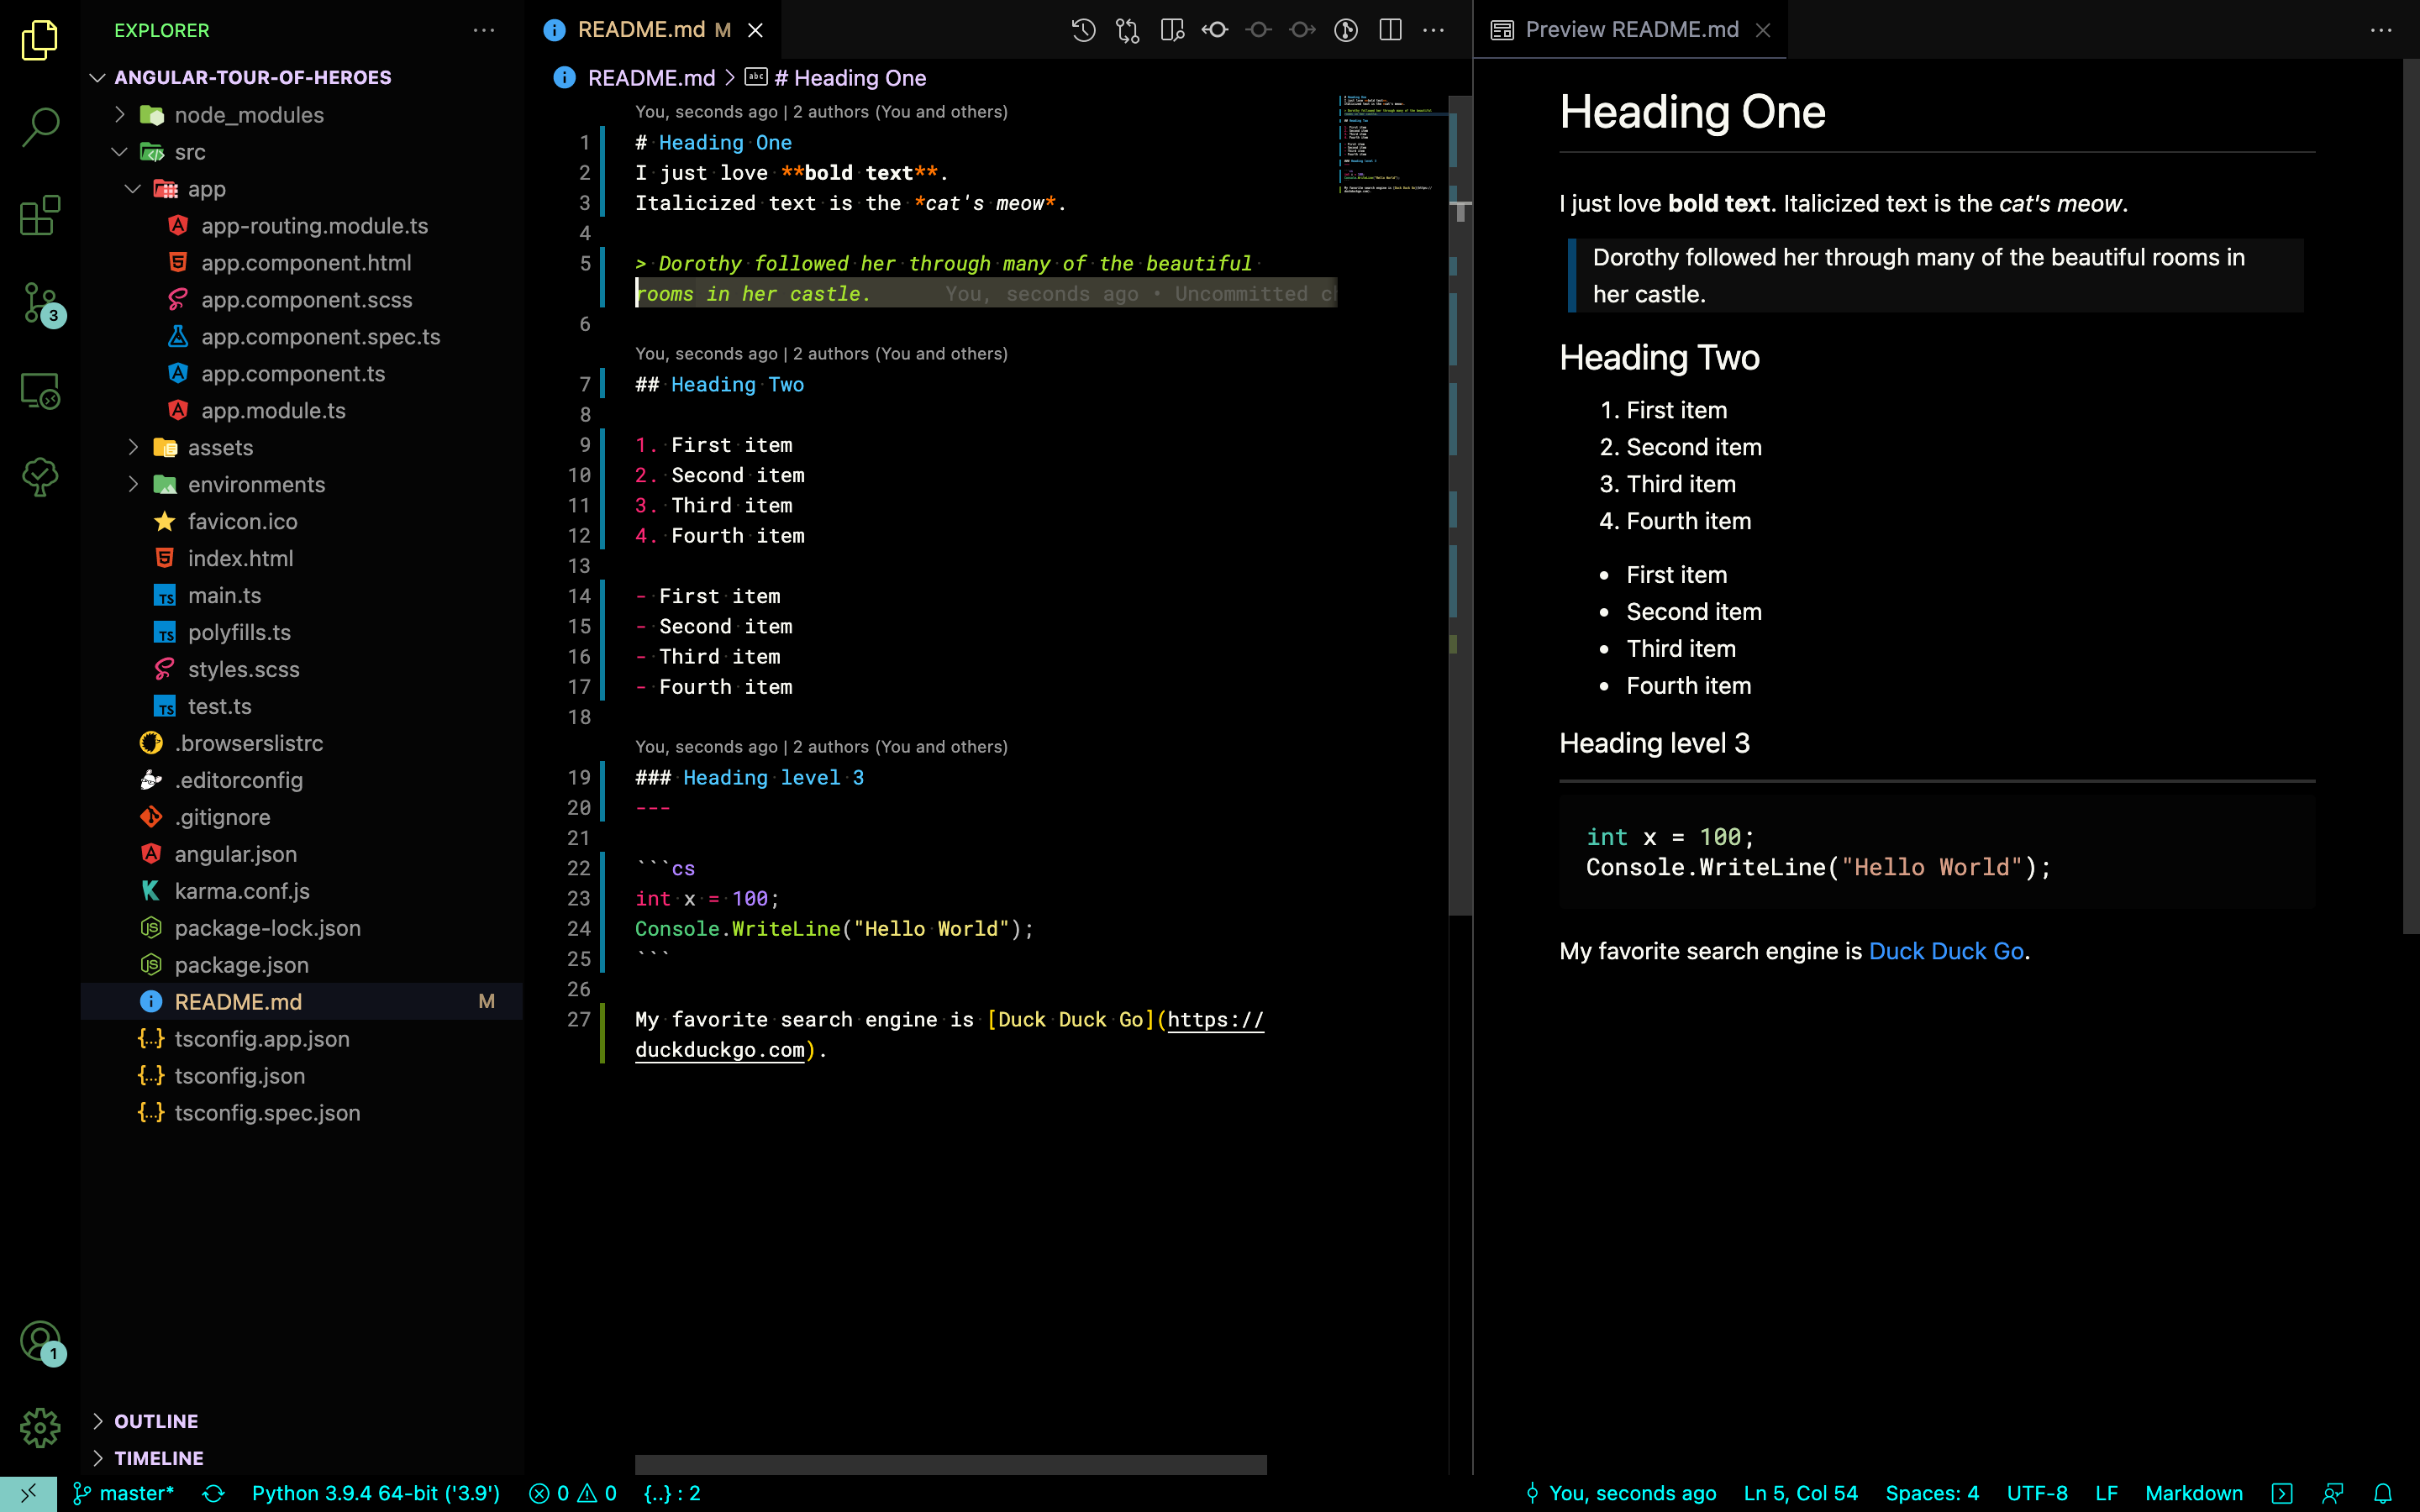 EXPLORER
ANGULAR-TOUR-OF-HEROES
node_modules
src
app
app-routing.module.ts
app.component.html
app.component.scss
app.component.spec.ts
app.component.ts
app.module.ts
assets
environments
favicon.ico
index.html
main.ts
polyfills.ts
styles.scss
test.ts
.browserslistrc
.editorconfig
.gitignore
angular.json
karma.conf.js
package-lock.json
package.json
README.md M
tsconfig.app.json
tsconfig.json
tsconfig.spec.json
OUTLINE
TIMELINE
3
1
README.md M
README.md > # Heading One
You, seconds ago | 2 authors (You and others)
1 # Heading One
2 I just love **bold text**.
3 Italicized text is the *cat's meow*.
4
5 > Dorothy followed her through many of the beautiful
rooms in her castle. You, seconds ago • Uncommitted
6
You, seconds ago | 2 authors (You and others)
7 ## Heading Two
8
9 1. First item
10 2. Second item
11 3. Third item
12 4. Fourth item
13
14 - First item
15 - Second item
16 - Third item
17 - Fourth item
18
You, seconds ago | 2 authors (You and others)
19 ### Heading level 3
20 ---
21
22 ```cs
23 int x = 100;
24 Console.WriteLine("Hello World");
25 ```
26
27 My favorite search engine is [Duck Duck Go](https://
duckduckgo.com).
Preview README.md
Heading One
I just love bold text. Italicized text is the cat's meow.
Dorothy followed her through many of the beautiful rooms in
her castle.
Heading Two
1. First item
2. Second item
3. Third item
4. Fourth item
• First item
• Second item
• Third item
• Fourth item
Heading level 3
int x = 100;
Console.WriteLine("Hello World");
My favorite search engine is Duck Duck Go.
master* Python 3.9.4 64-bit ('3.9') 0 0 {..} : 2 You, seconds ago Ln 5, Col 54 Spaces: 4 UTF-8 LF Markdown